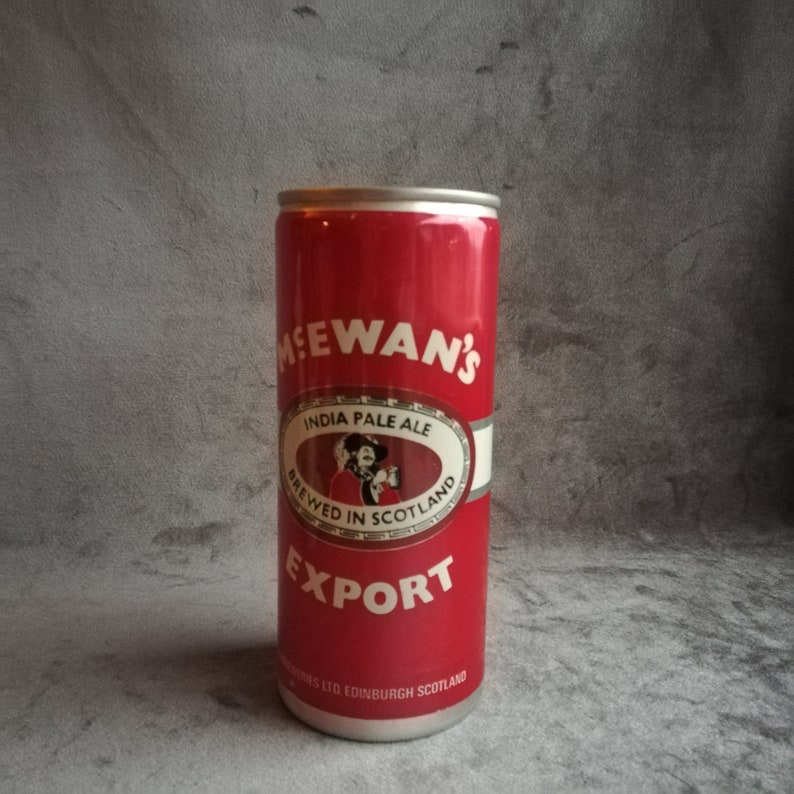 McEWAN'S
INDIA PALE ALE
BREWED IN SCOTLAND
EXPORT
LTD. EDINBURGH SCOTLAND